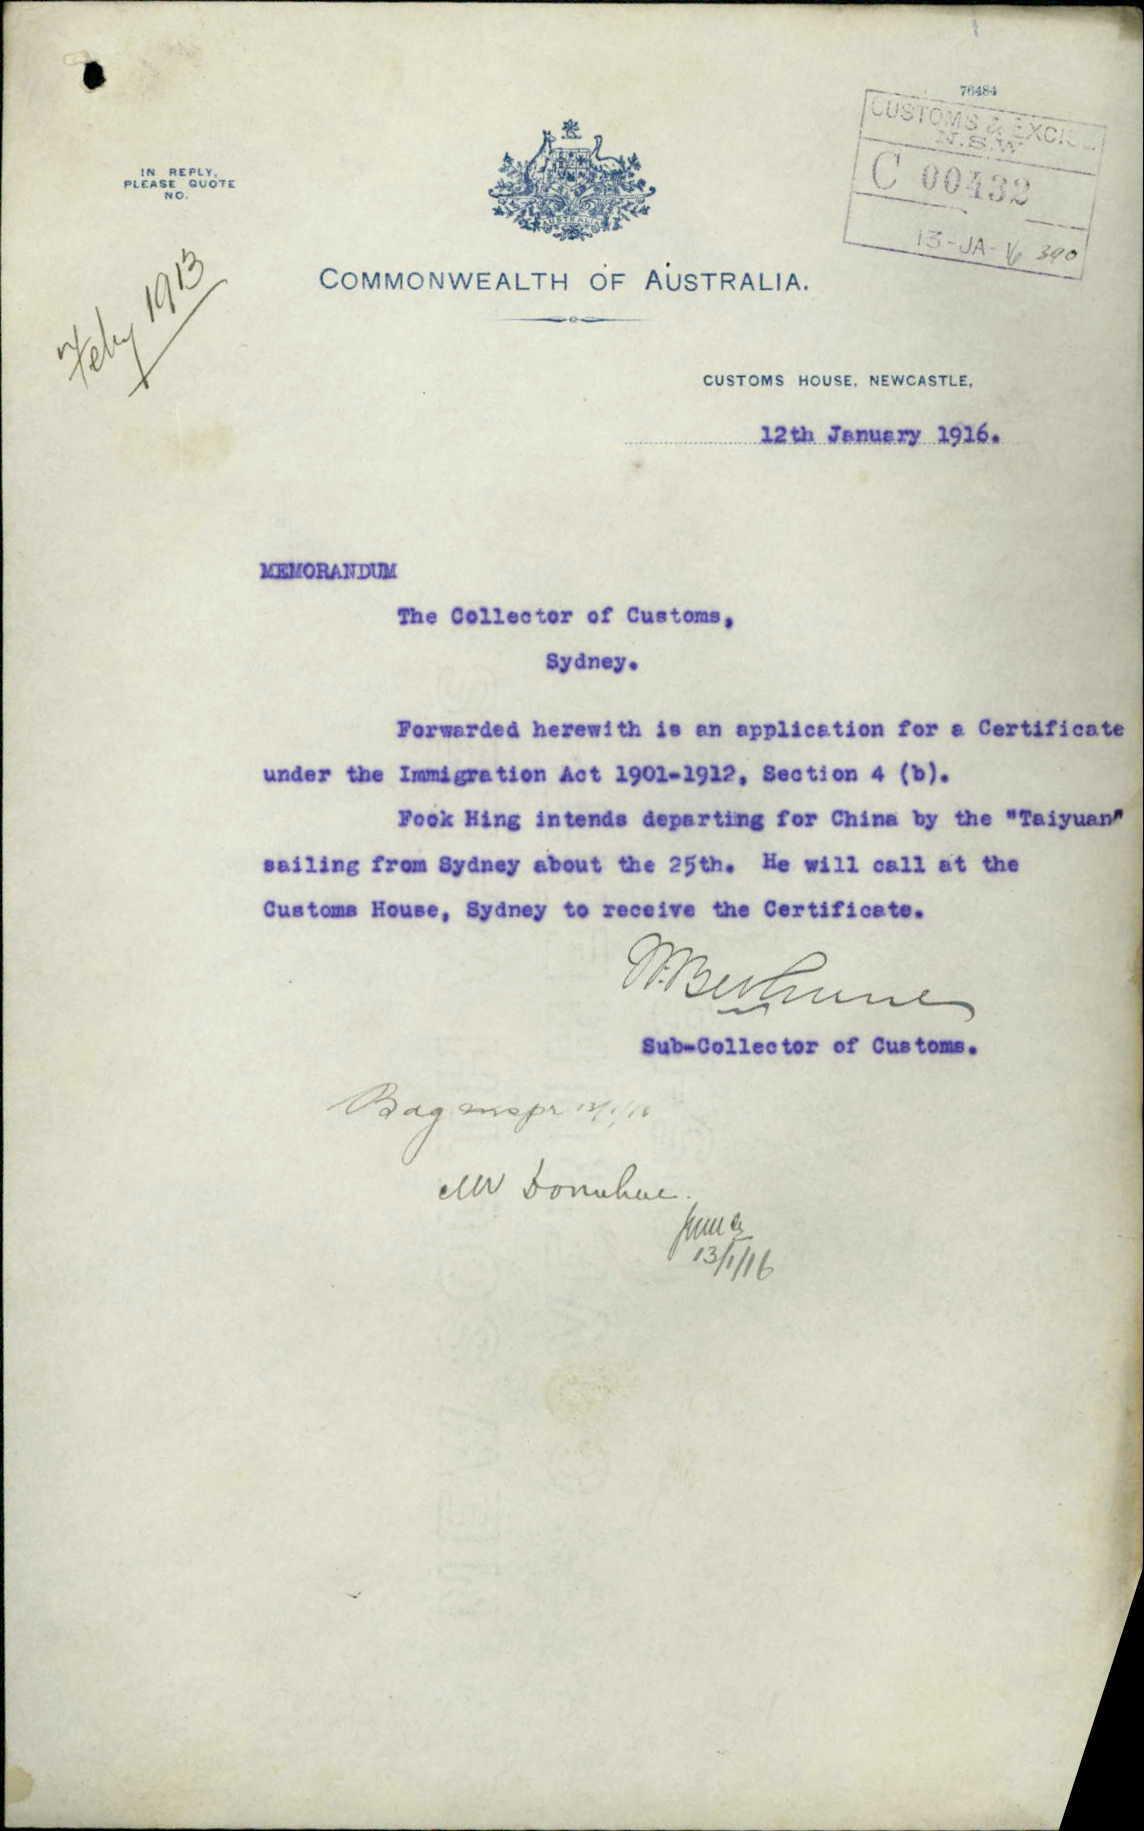 76484
CUSTOMS & EXCISE
N.S.W
C 00432
13-JA-16 390
IN REPLY,
PLEASE QUOTE
NO.
AUSTRALIA
Feby 1913
COMMONWEALTH OF AUSTRALIA.
CUSTOMS HOUSE, NEWCASTLE,
12th January 1916.
MEMORANDUM
The Collector of Customs,
Sydney.
Forwarded herewith is an application for a Certificate
under the Immigration Act 1901-1912, Section 4 (b).
Fook Hing intends departing for China by the "Taiyuan"
sailing from Sydney about the 25th. He will call at the
Customs House, Sydney to receive the Certificate.
Sub-Collector of Customs.
Mr Donohue.
13/1/16